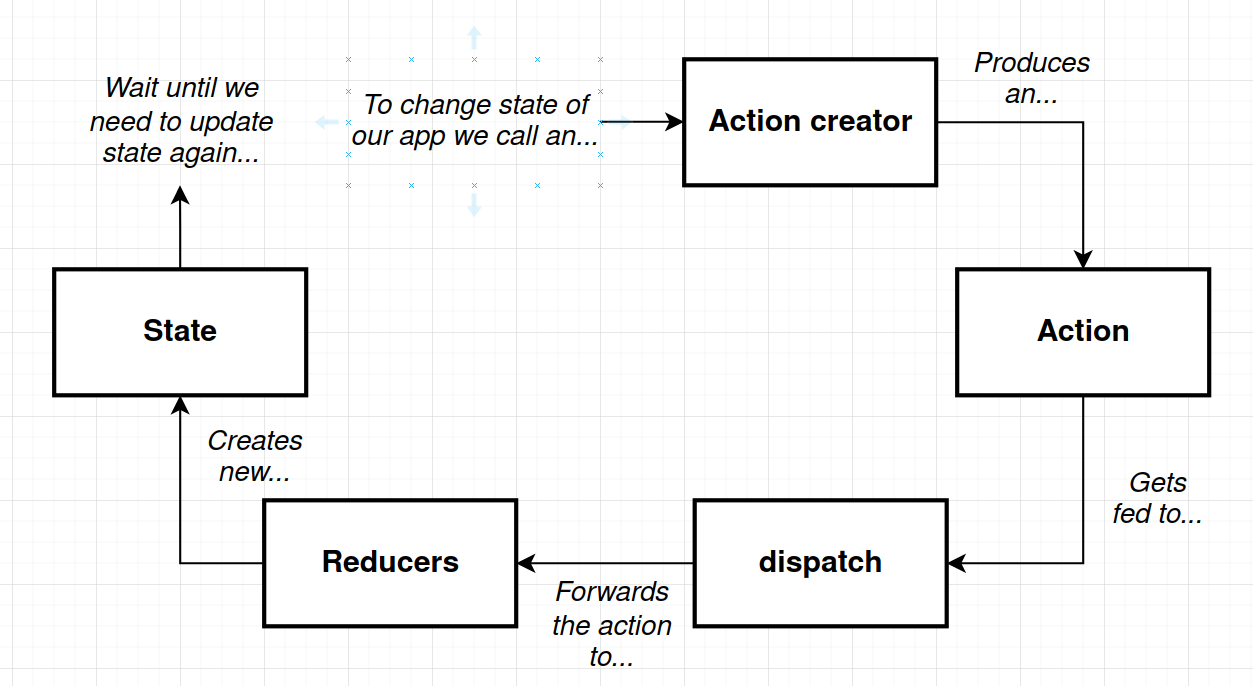 Wait until we
need to update
state again...
To change state of
our app we call an...
Action creator
Produces
an...
Action
Gets
fed to...
dispatch
Forwards
the action
to...
Reducers
Creates
new...
State